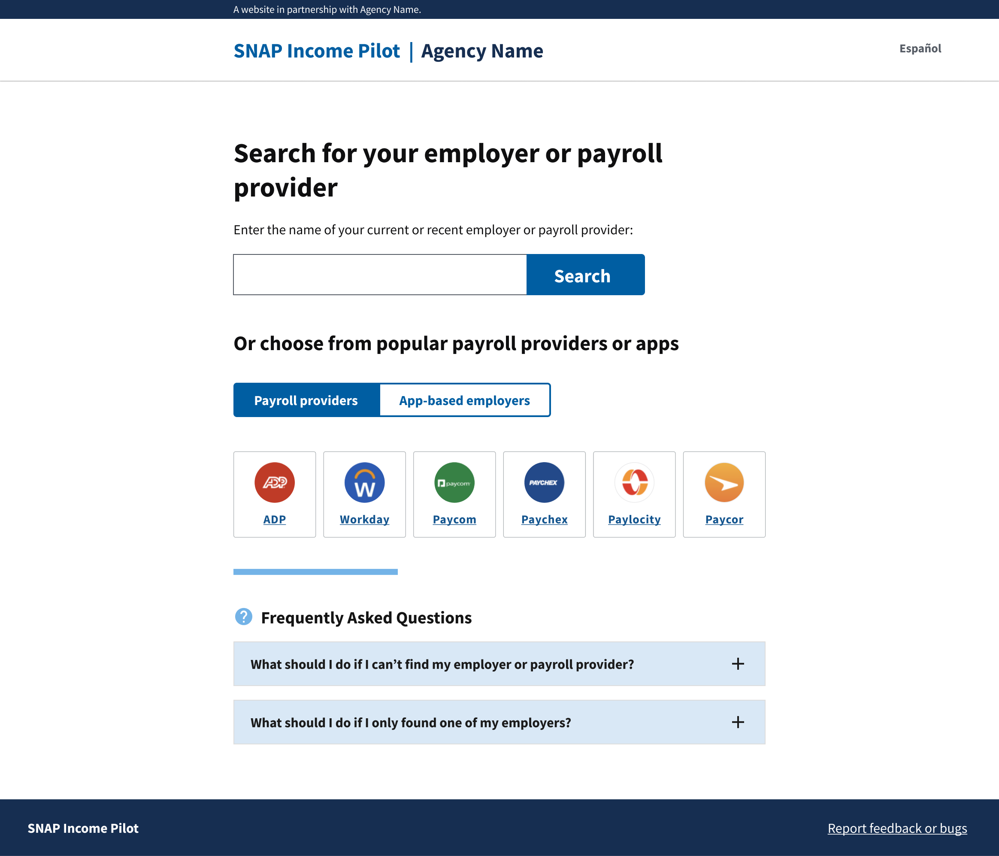 A website in partnership with Agency Name.
SNAP Income Pilot | Agency Name
Español
Search for your employer or payroll
provider
Enter the name of your current or recent employer or payroll provider:
Search
Or choose from popular payroll providers or apps
Payroll providers
App-based employers
ADP
W
paycom
PAYCHEX
ADP
Workday
Paycom
Paychex
Paylocity
Paycor
? Frequently Asked Questions
What should I do if I can’t find my employer or payroll provider? +
What should I do if I only found one of my employers? +
SNAP Income Pilot
Report feedback or bugs